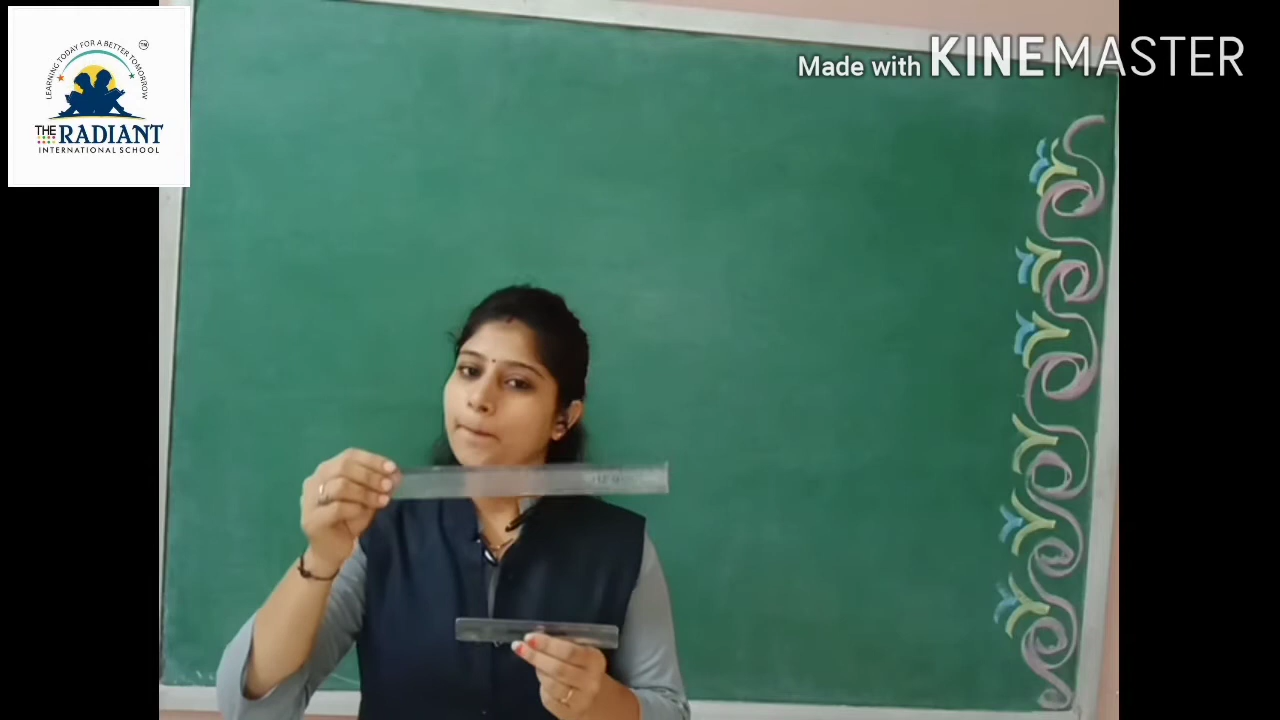 LEARNING TODAY FOR A BETTER TOMORROW
THE RADIANT
INTERNATIONAL SCHOOL
Made with KINEMASTER